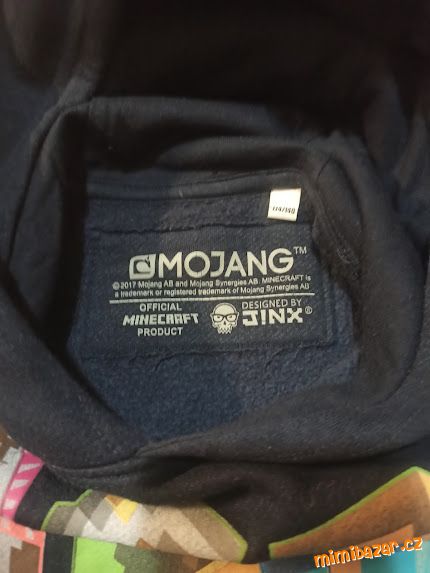 MOJANG™
©2017 Mojang AB and Mojang Synergies AB. MINECRAFT is
a trademark or registered trademark of Mojang Synergies AB
OFFICIAL
MINECRAFT
PRODUCT
DESIGNED BY
J!NX®
mimibazar.cz